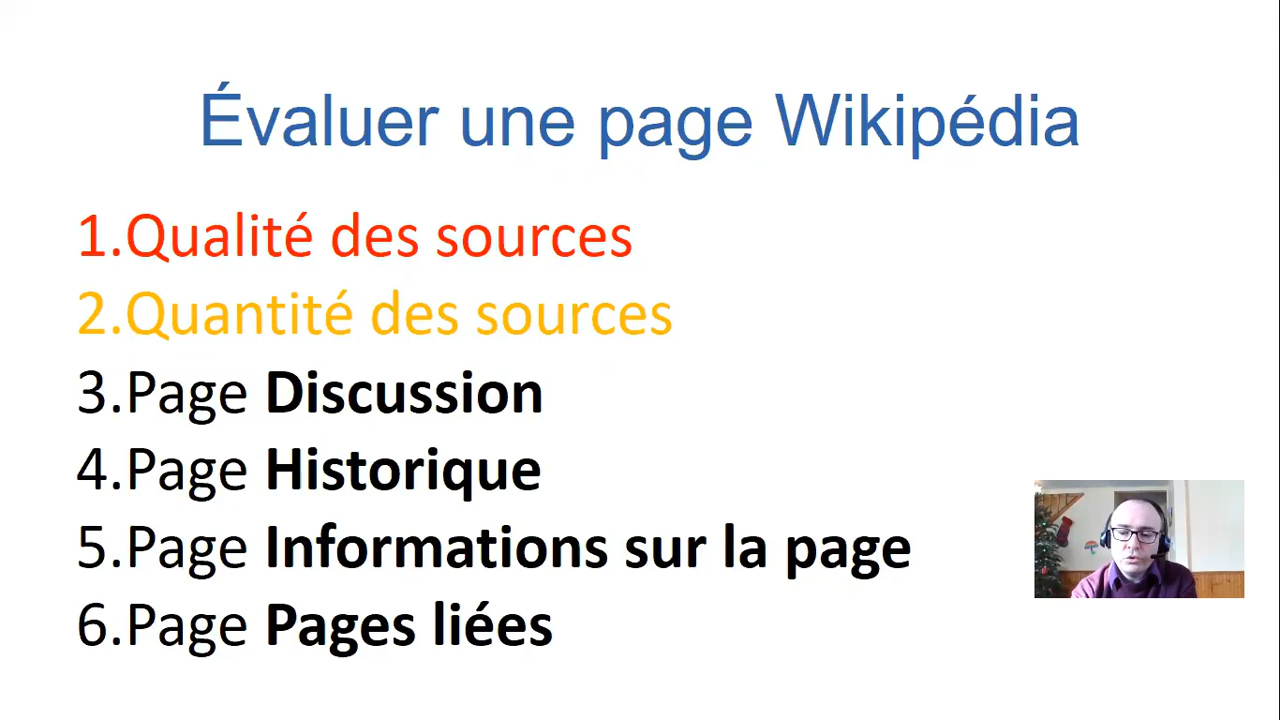 Évaluer une page Wikipédia
1.Qualité des sources
2.Quantité des sources
3.Page Discussion
4.Page Historique
5.Page Informations sur la page
6.Page Pages liées